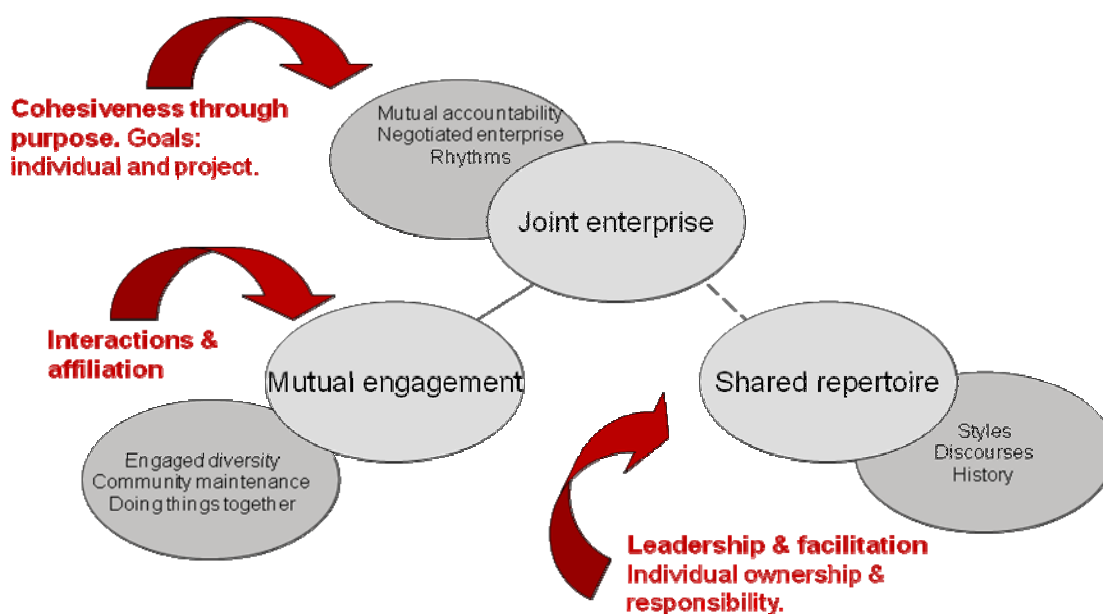 Cohesiveness through
purpose. Goals:
individual and project.
Mutual accountability
Negotiated enterprise
Rhythms
Joint enterprise
Interactions &
affiliation
Mutual engagement
Engaged diversity
Community maintenance
Doing things together
Shared repertoire
Styles
Discourses
History
Leadership & facilitation
Individual ownership &
responsibility.